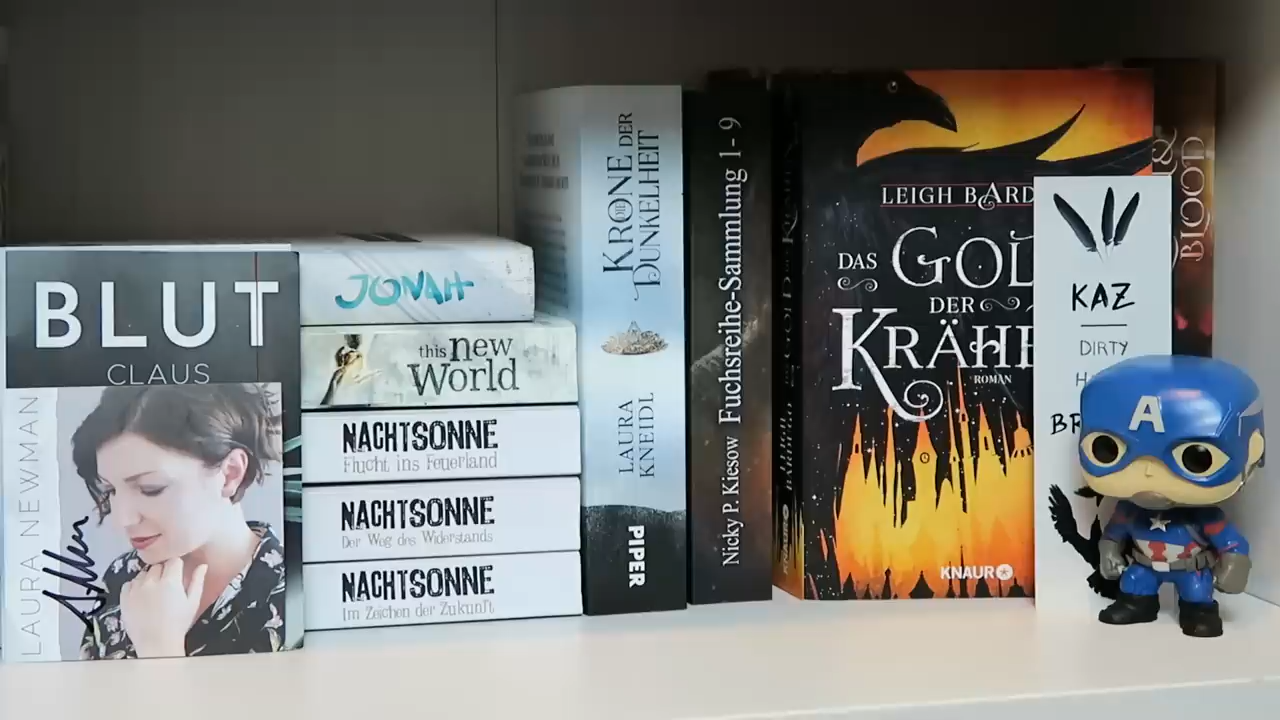 BLUT
CLAUS
LAURA NEWMAN
JONAH
this new
World
NACHTSONNE
Flucht ins Feuerland
NACHTSONNE
Der Weg des Widerstands
NACHTSONNE
Im Zeichen der Zukunft
KRONE DER
DUNKELHEIT
LAURA
KNEIDL
PIPER
Nicky P. Kiesow Fuchsreihe-Sammlung 1-9
LEIGH BARD
DAS GOL
DER
KRÄHE
ROMAN
KNAUR
&
BLOOD
KAZ
DIRTY
H
BR
A